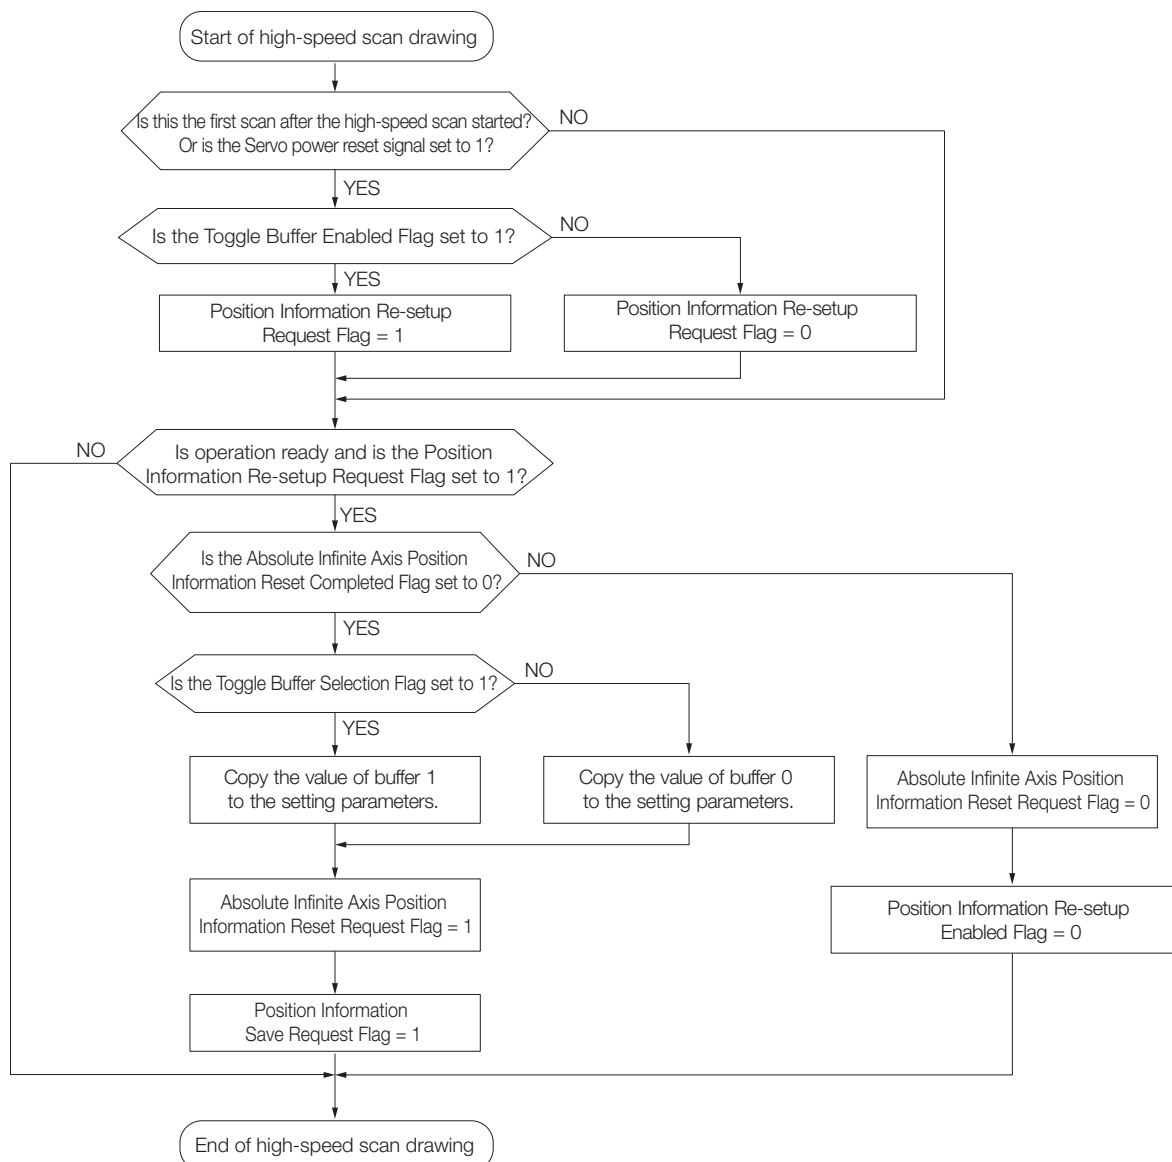 Start of high-speed scan drawing
Is this the first scan after the high-speed scan started?
Or is the Servo power reset signal set to 1?
NO
YES
Is the Toggle Buffer Enabled Flag set to 1?
NO
YES
Position Information Re-setup
Request Flag = 1
Position Information Re-setup
Request Flag = 0
NO
Is operation ready and is the Position
Information Re-setup Request Flag set to 1?
YES
Is the Absolute Infinite Axis Position
Information Reset Completed Flag set to 0?
NO
YES
Is the Toggle Buffer Selection Flag set to 1?
NO
YES
Copy the value of buffer 1
to the setting parameters.
Copy the value of buffer 0
to the setting parameters.
Absolute Infinite Axis Position
Information Reset Request Flag = 0
Absolute Infinite Axis Position
Information Reset Request Flag = 1
Position Information Re-setup
Enabled Flag = 0
Position Information
Save Request Flag = 1
End of high-speed scan drawing